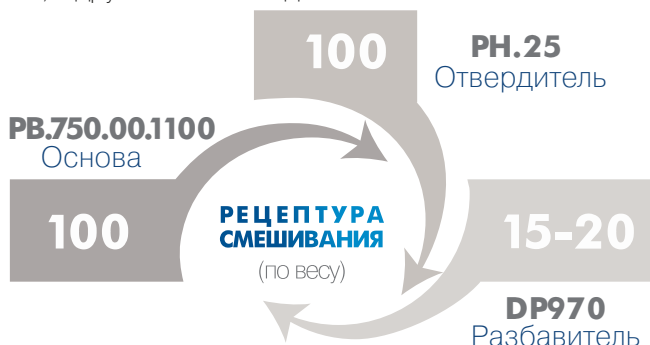 100
PH.25
Отвердитель
PB.750.00.1100
Основа
100
РЕЦЕПТУРА
СМЕШИВАНИЯ
(по весу)
15-20
DP970
Разбавитель